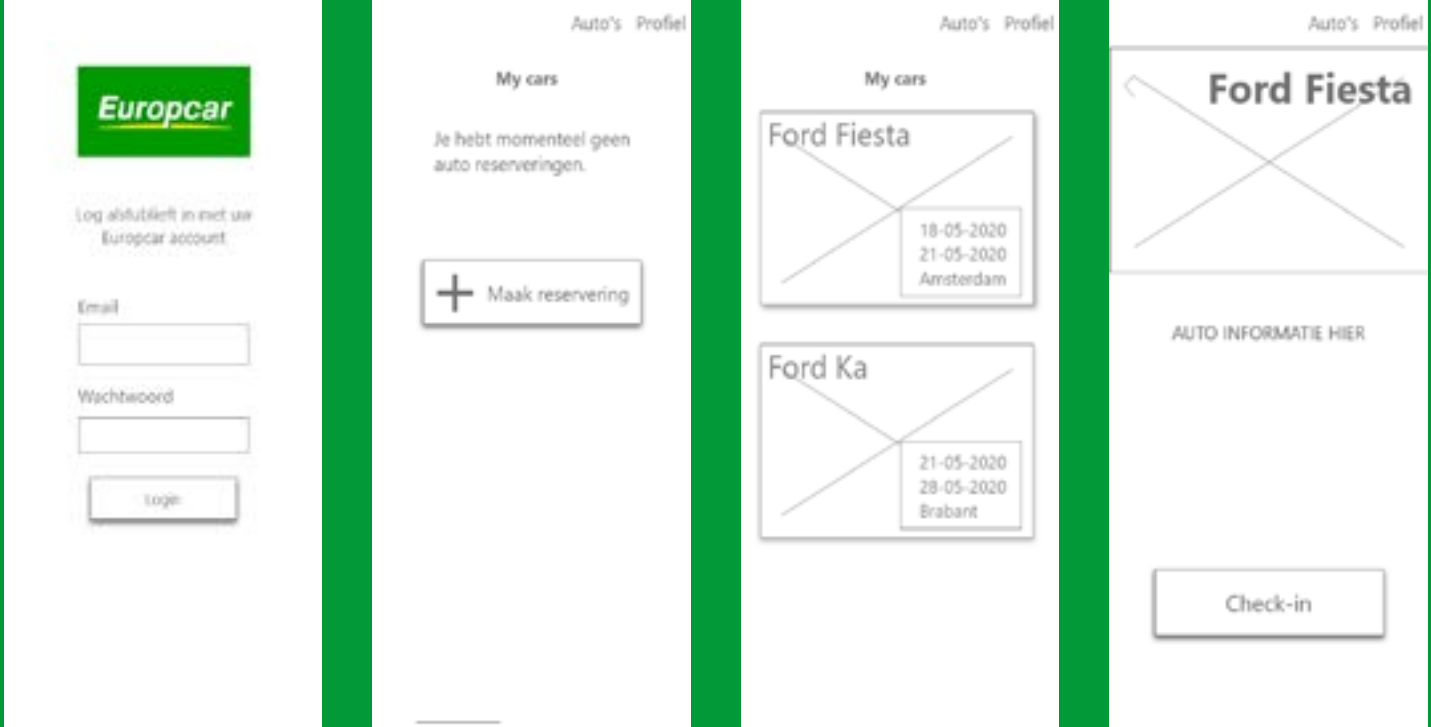 Europcar
Log alstublieft in met uw
Europcar account
Email
Wachtwoord
Login
Auto's Profiel
My cars
Je hebt momenteel geen
auto reserveringen.
Maak reservering
Auto's Profiel
My cars
Ford Fiesta
18-05-2020
21-05-2020
Amsterdam
Ford Ka
21-05-2020
28-05-2020
Brabant
Auto's Profiel
Ford Fiesta
AUTO INFORMATIE HIER
Check-in